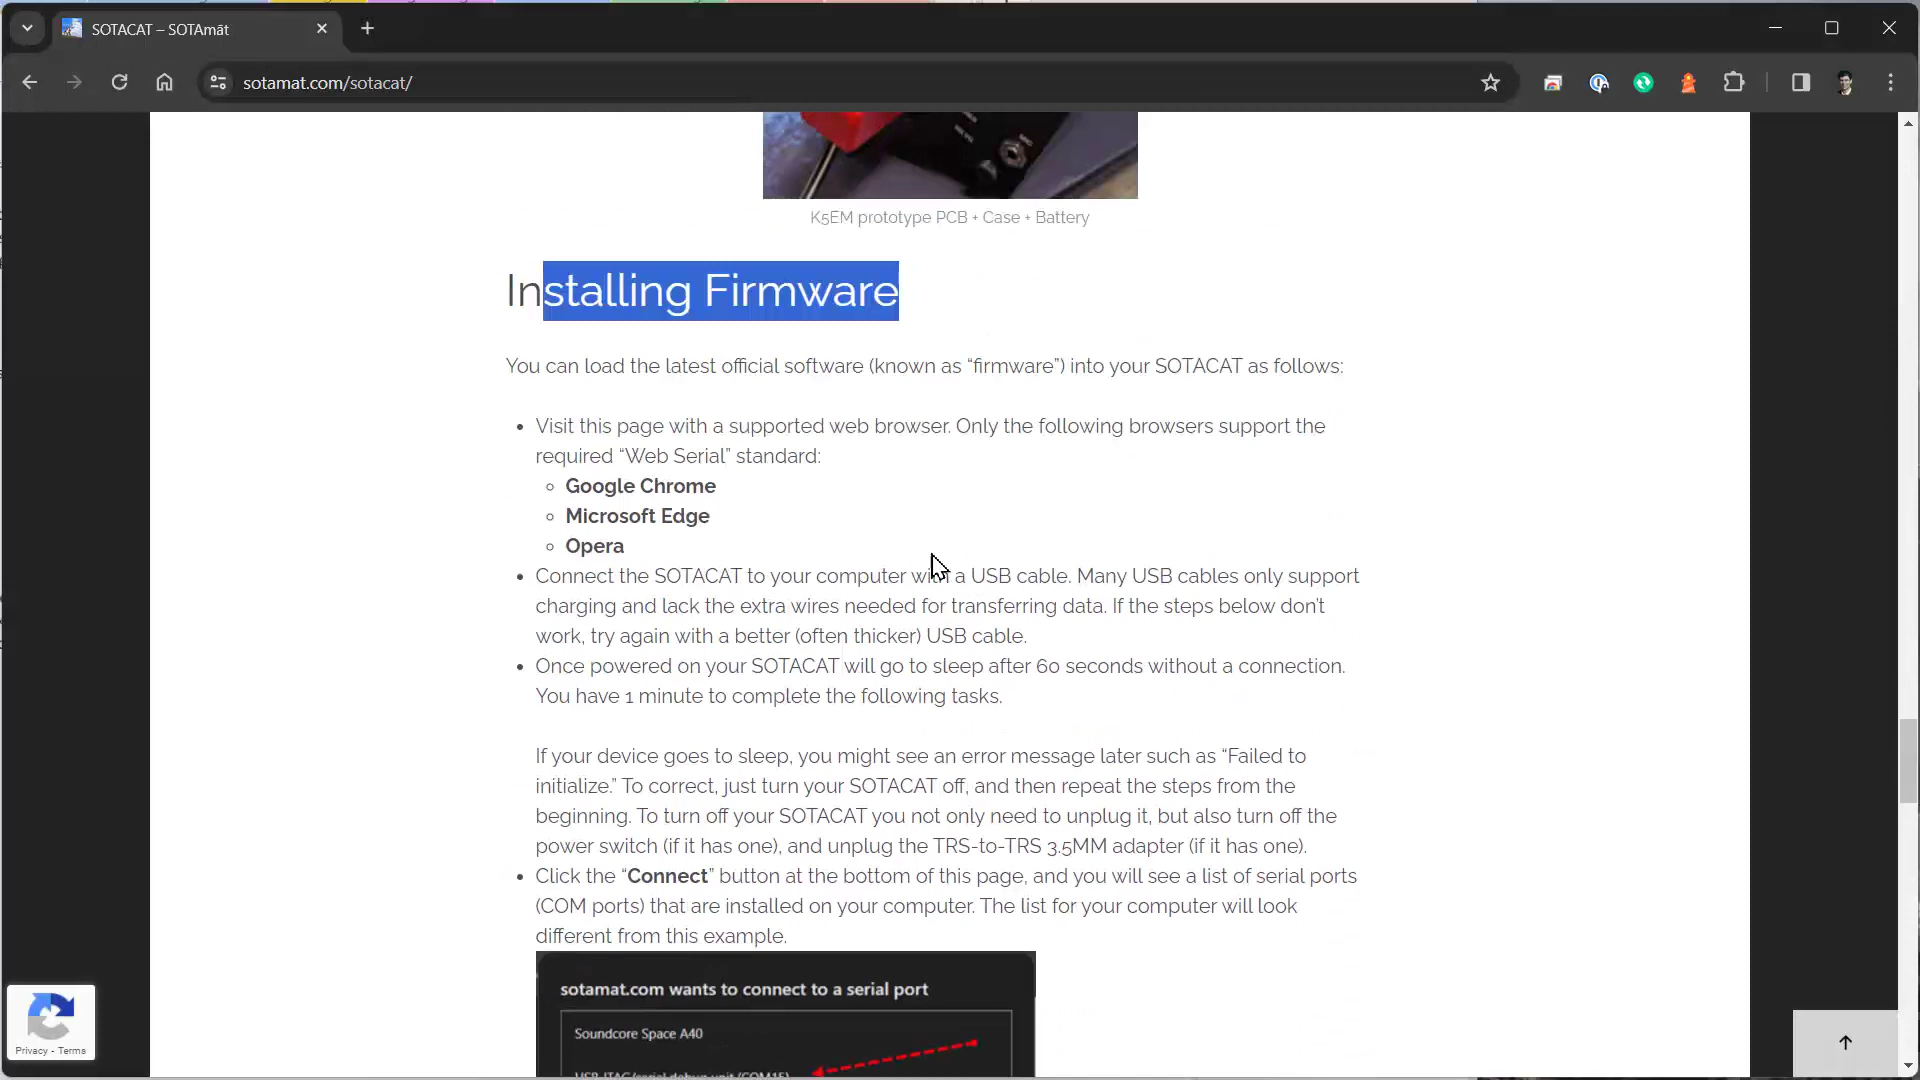 SOTACAT – SOTAmāt
sotamat.com/sotacat/
K5EM prototype PCB + Case + Battery
Installing Firmware
You can load the latest official software (known as “firmware”) into your SOTACAT as follows:
Visit this page with a supported web browser. Only the following browsers support the
required “Web Serial” standard:
Google Chrome
Microsoft Edge
Opera
Connect the SOTACAT to your computer with a USB cable. Many USB cables only support
charging and lack the extra wires needed for transferring data. If the steps below don’t
work, try again with a better (often thicker) USB cable.
Once powered on your SOTACAT will go to sleep after 60 seconds without a connection.
You have 1 minute to complete the following tasks.
If your device goes to sleep, you might see an error message later such as “Failed to
initialize.” To correct, just turn your SOTACAT off, and then repeat the steps from the
beginning. To turn off your SOTACAT you not only need to unplug it, but also turn off the
power switch (if it has one), and unplug the TRS-to-TRS 3.5MM adapter (if it has one).
Click the “Connect” button at the bottom of this page, and you will see a list of serial ports
(COM ports) that are installed on your computer. The list for your computer will look
different from this example.
sotamat.com wants to connect to a serial port
Soundcore Space A40
USB JTAG/serial debug unit (COM15)
Privacy - Terms